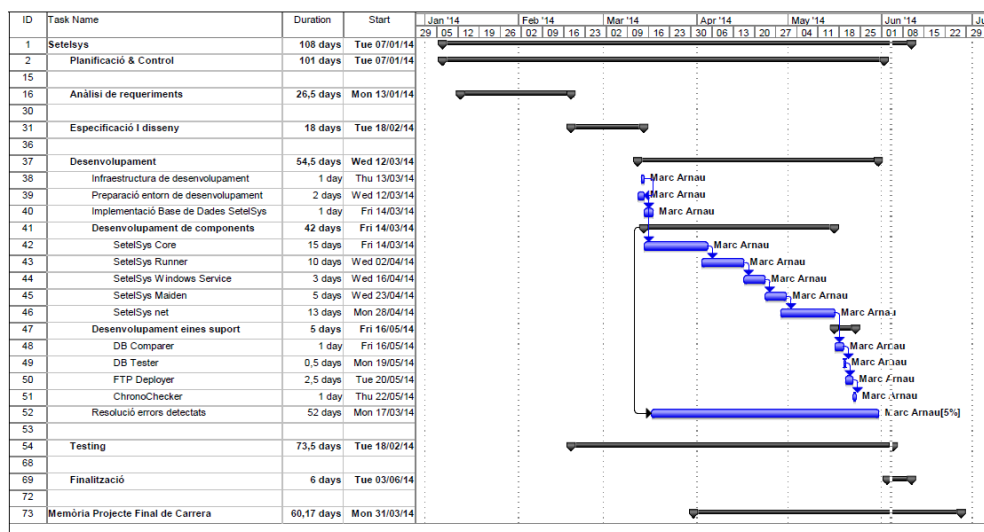 ID Task Name Duration Start Jan '14 Feb '14 Mar '14 Apr '14 May '14 Jun '14 Ju
29 05 12 19 26 02 09 16 23 02 09 16 23 30 06 13 20 27 04 11 18 25 01 08 15 22 29
1 Setelsys 108 days Tue 07/01/14
2 Planificació & Control 101 days Tue 07/01/14
15
16 Anàlisi de requeriments 26,5 days Mon 13/01/14
30
31 Especificació I disseny 18 days Tue 18/02/14
36
37 Desenvolupament 54,5 days Wed 12/03/14
38 Infraestructura de desenvolupament 1 day Thu 13/03/14 Marc Arnau
39 Preparació entorn de desenvolupament 2 days Wed 12/03/14 Marc Arnau
40 Implementació Base de Dades SetelSys 1 day Fri 14/03/14 Marc Arnau
41 Desenvolupament de components 42 days Fri 14/03/14
42 SetelSys Core 15 days Fri 14/03/14 Marc Arnau
43 SetelSys Runner 10 days Wed 02/04/14 Marc Arnau
44 SetelSys Windows Service 3 days Wed 16/04/14 Marc Arnau
45 SetelSys Maiden 5 days Wed 23/04/14 Marc Arnau
46 SetelSys net 13 days Mon 28/04/14 Marc Arnau
47 Desenvolupament eines suport 5 days Fri 16/05/14
48 DB Comparer 1 day Fri 16/05/14 Marc Arnau
49 DB Tester 0,5 days Mon 19/05/14 Marc Arnau
50 FTP Deployer 2,5 days Tue 20/05/14 Marc Arnau
51 ChronoChecker 1 day Thu 22/05/14 Marc Arnau
52 Resolució errors detectats 52 days Mon 17/03/14 Marc Arnau[5%]
53
54 Testing 73,5 days Tue 18/02/14
68
69 Finalització 6 days Tue 03/06/14
72
73 Memòria Projecte Final de Carrera 60,17 days Mon 31/03/14